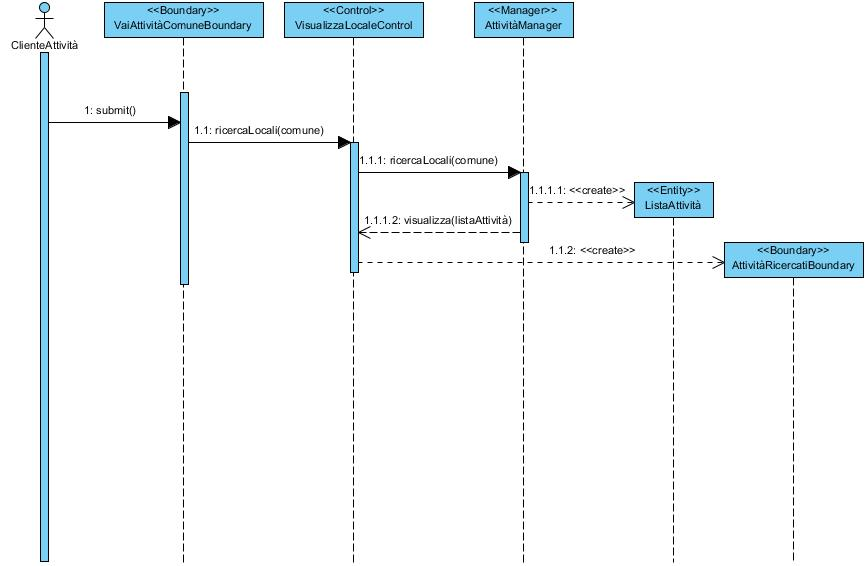 <<Boundary>>
VaiAttivitàComuneBoundary
<<Control>>
VisualizzaLocaleControl
<<Manager>>
AttivitàManager
ClienteAttività
1: submit()
1.1: ricercaLocali(comune)
1.1.1: ricercaLocali(comune)
1.1.1.1: <<create>>
<<Entity>>
ListaAttività
1.1.1.2: visualizza(listaAttività)
1.1.2: <<create>>
<<Boundary>>
AttivitàRicercatiBoundary